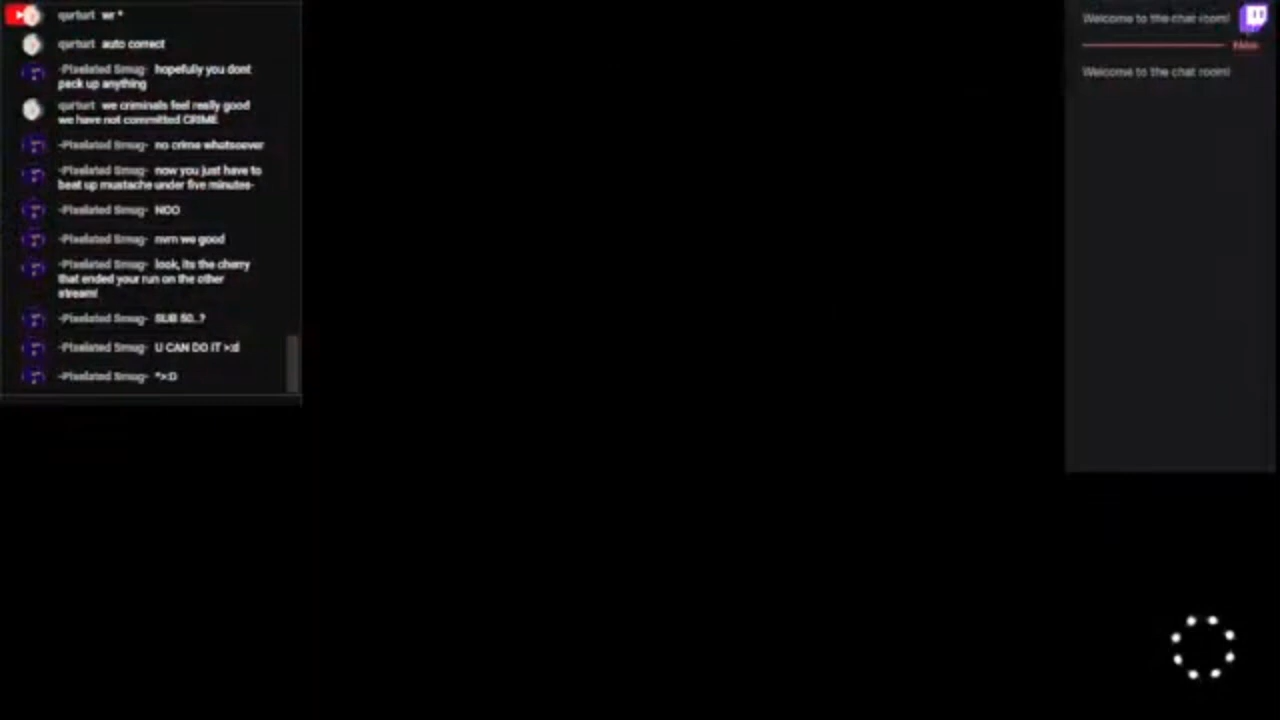 qurturt wr *
qurturt auto correct
-Pixelated Smug- hopefully you dont
pack up anything
qurturt we criminals feel really good
we have not committed CRIME
-Pixelated Smug- no crime whatsoever
-Pixelated Smug- now you just have to
beat up mustache under five minutes-
-Pixelated Smug- NOO
-Pixelated Smug- nvm we good
-Pixelated Smug- look, its the cherry
that ended your run on the other
stream!
-Pixelated Smug- SUB 50..?
-Pixelated Smug- U CAN DO IT >:d
-Pixelated Smug- *>:D
Welcome to the chat room!
New
Welcome to the chat room!